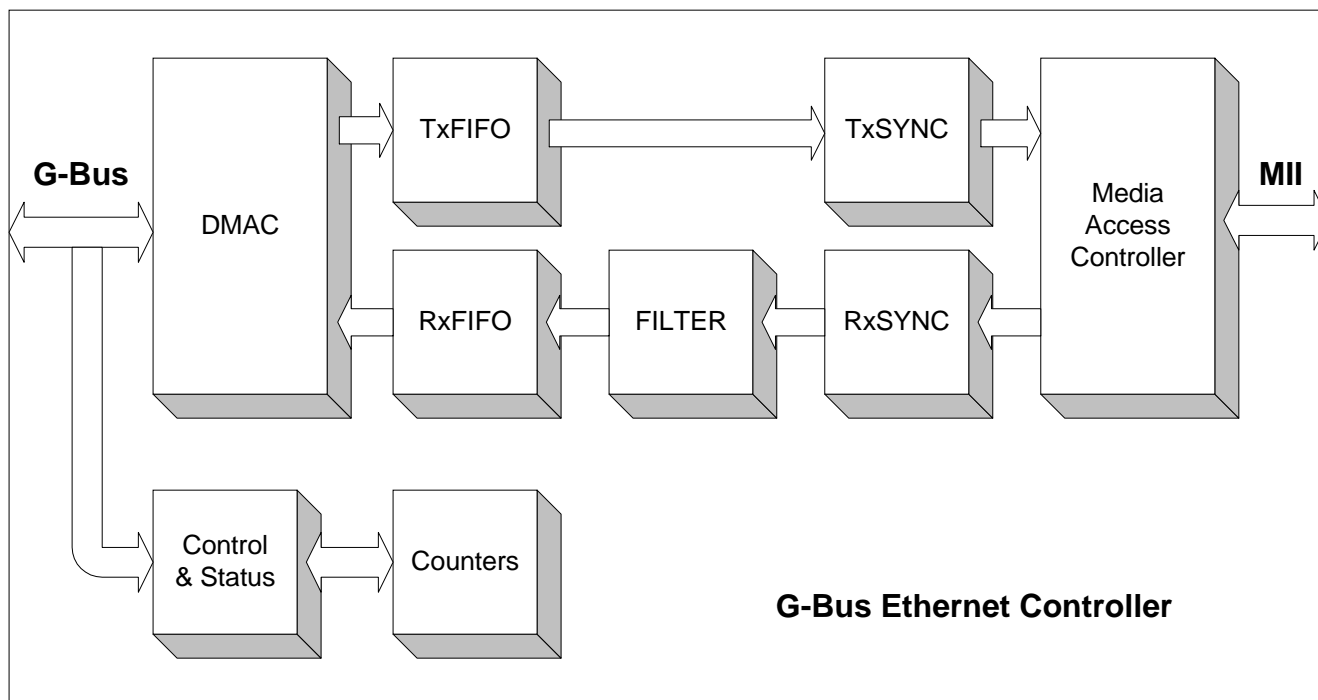 TxFIFO
TxSYNC
G-Bus
MII
DMAC
Media
Access
Controller
RxFIFO
FILTER
RxSYNC
Control
& Status
Counters
G-Bus Ethernet Controller